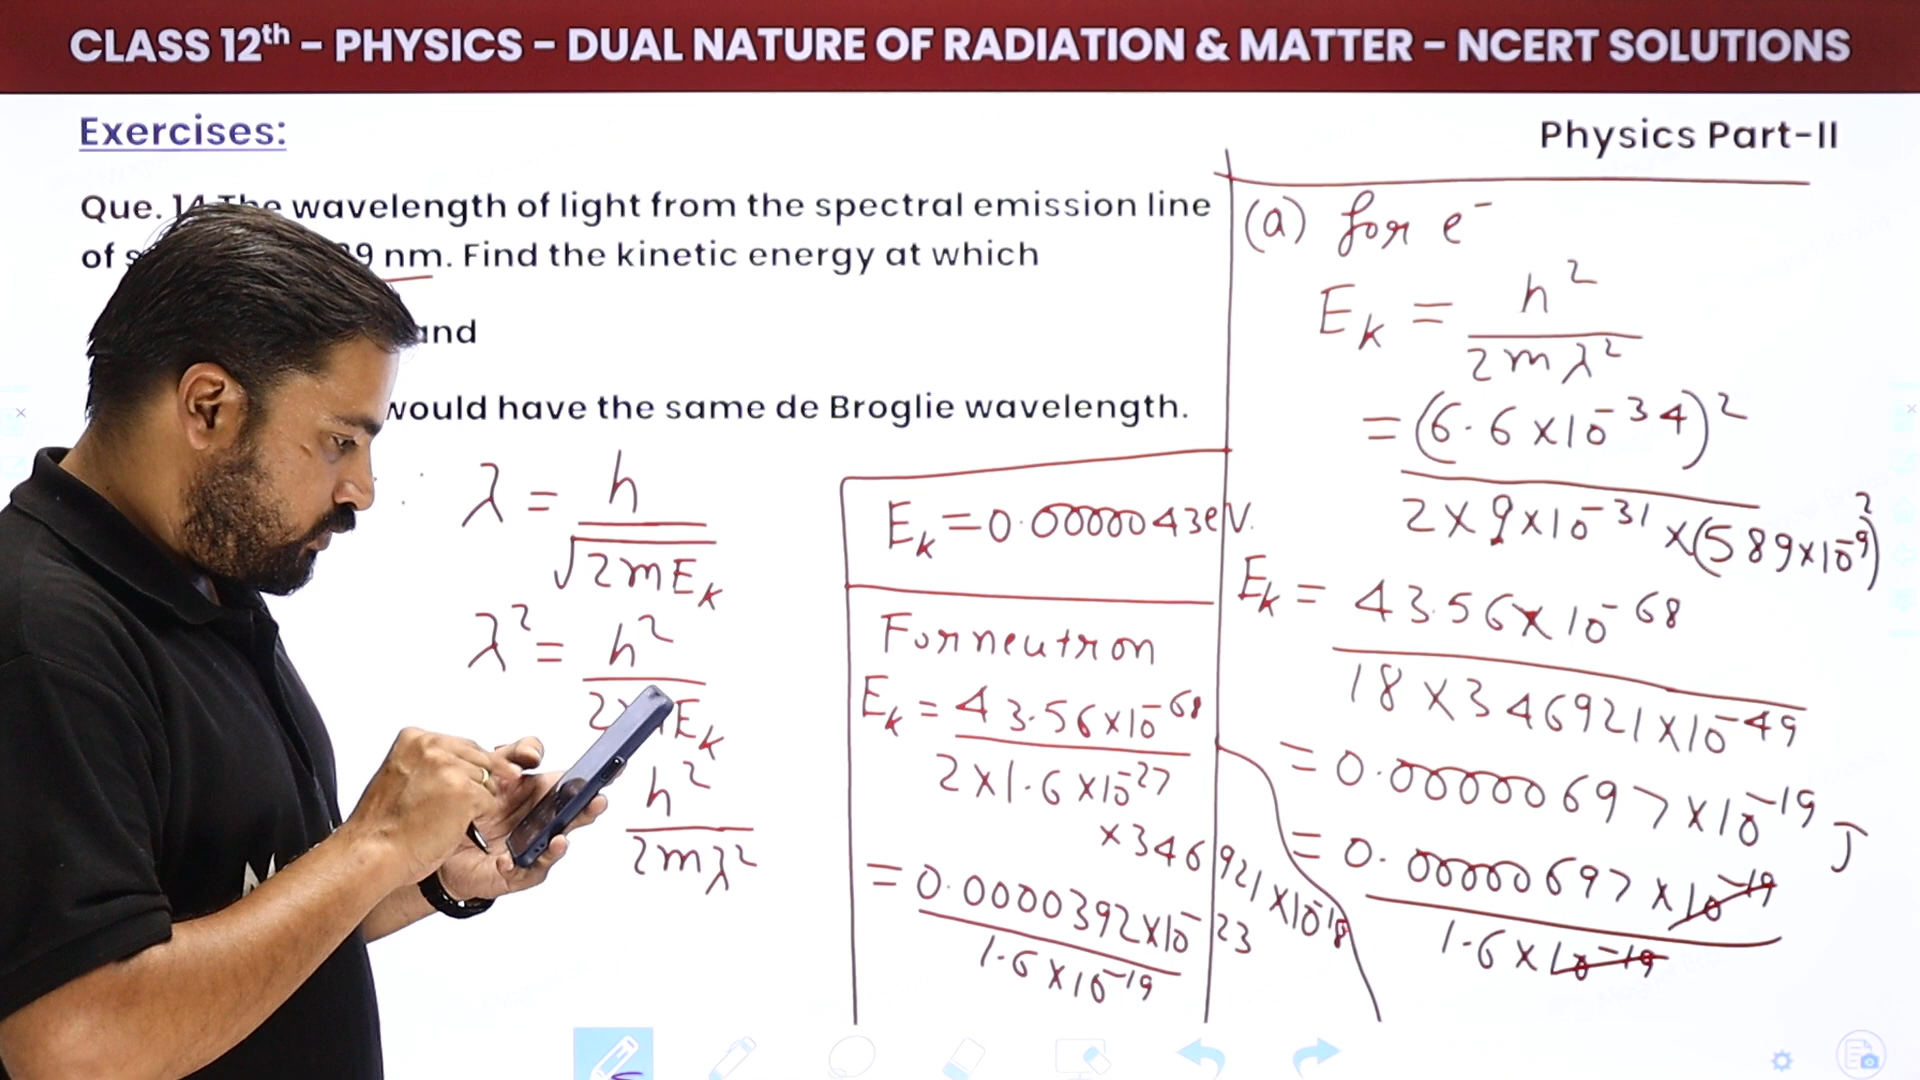 CLASS 12th – PHYSICS – DUAL NATURE OF RADIATION & MATTER – NCERT SOLUTIONS
Exercises:
Physics Part-II
Que. 14 The wavelength of light from the spectral emission line
of 9 nm. Find the kinetic energy at which
and
would have the same de Broglie wavelength.
λ = h / √2mEk
λ² = h² / 2 Ek
h² / 2mλ²
Ek = 0.0000043eV.
For neutron
Ek = 43.56×10⁻⁶⁸ / 2×1.6×10⁻²⁷ ×346921×10⁻¹⁸
= 0.0000392×10⁻²³ / 1.6×10⁻¹⁹
(a) for e⁻
Ek = h² / 2mλ²
= (6.6×10⁻³⁴)² / 2×9×10⁻³¹×(589×10⁻⁹)²
Ek = 43.56×10⁻⁶⁸ / 18×346921×10⁻⁴⁹
= 0.00000697×10⁻¹⁹ J
= 0.00000697×10⁻¹⁹ / 1.6×10⁻¹⁹